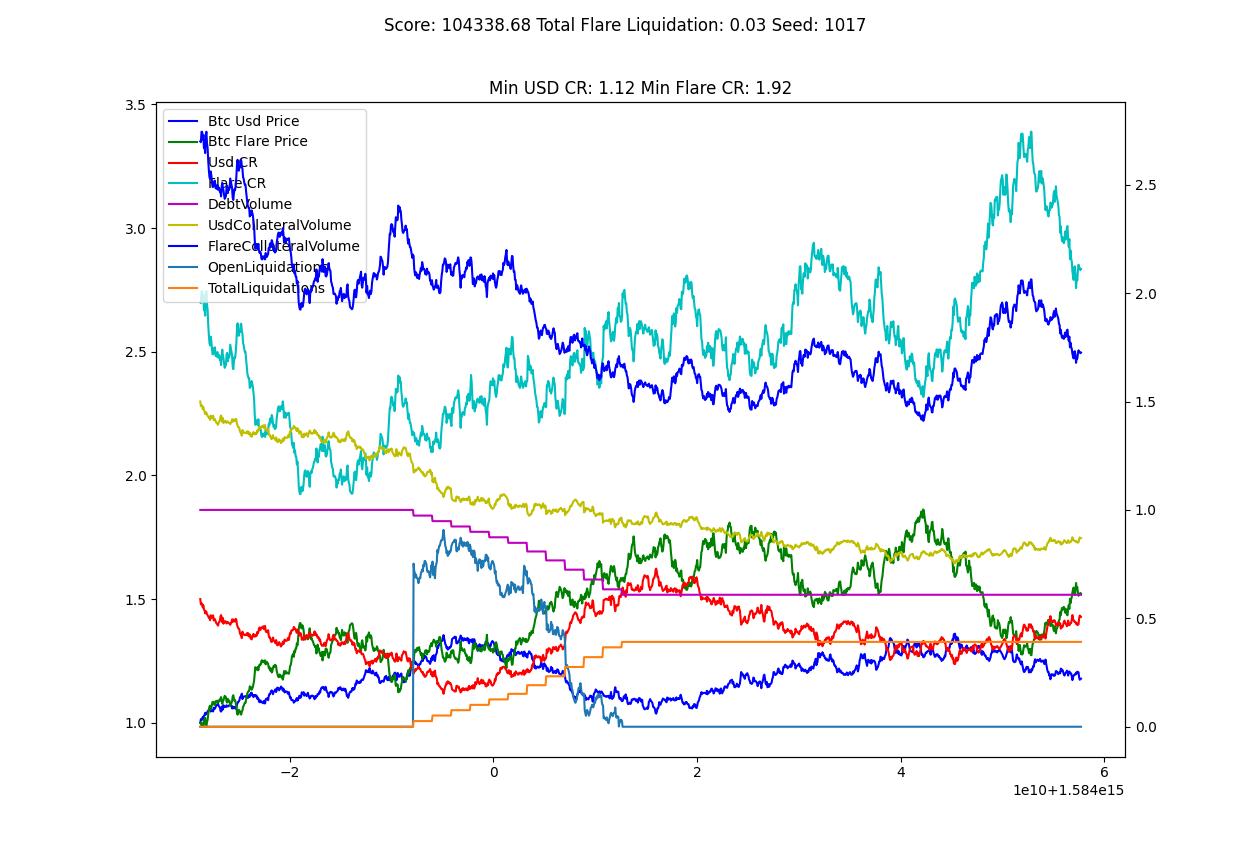 Score: 104338.68 Total Flare Liquidation: 0.03 Seed: 1017
Min USD CR: 1.12 Min Flare CR: 1.92
Btc Usd Price
Btc Flare Price
Usd CR
Flare CR
DebtVolume
UsdCollateralVolume
FlareCollateralVolume
OpenLiquidations
TotalLiquidations
3.5
3.0
2.5
2.0
1.5
1.0
2.5
2.0
1.5
1.0
0.5
0.0
−2 0 2 4 6
1e10+1.584e15